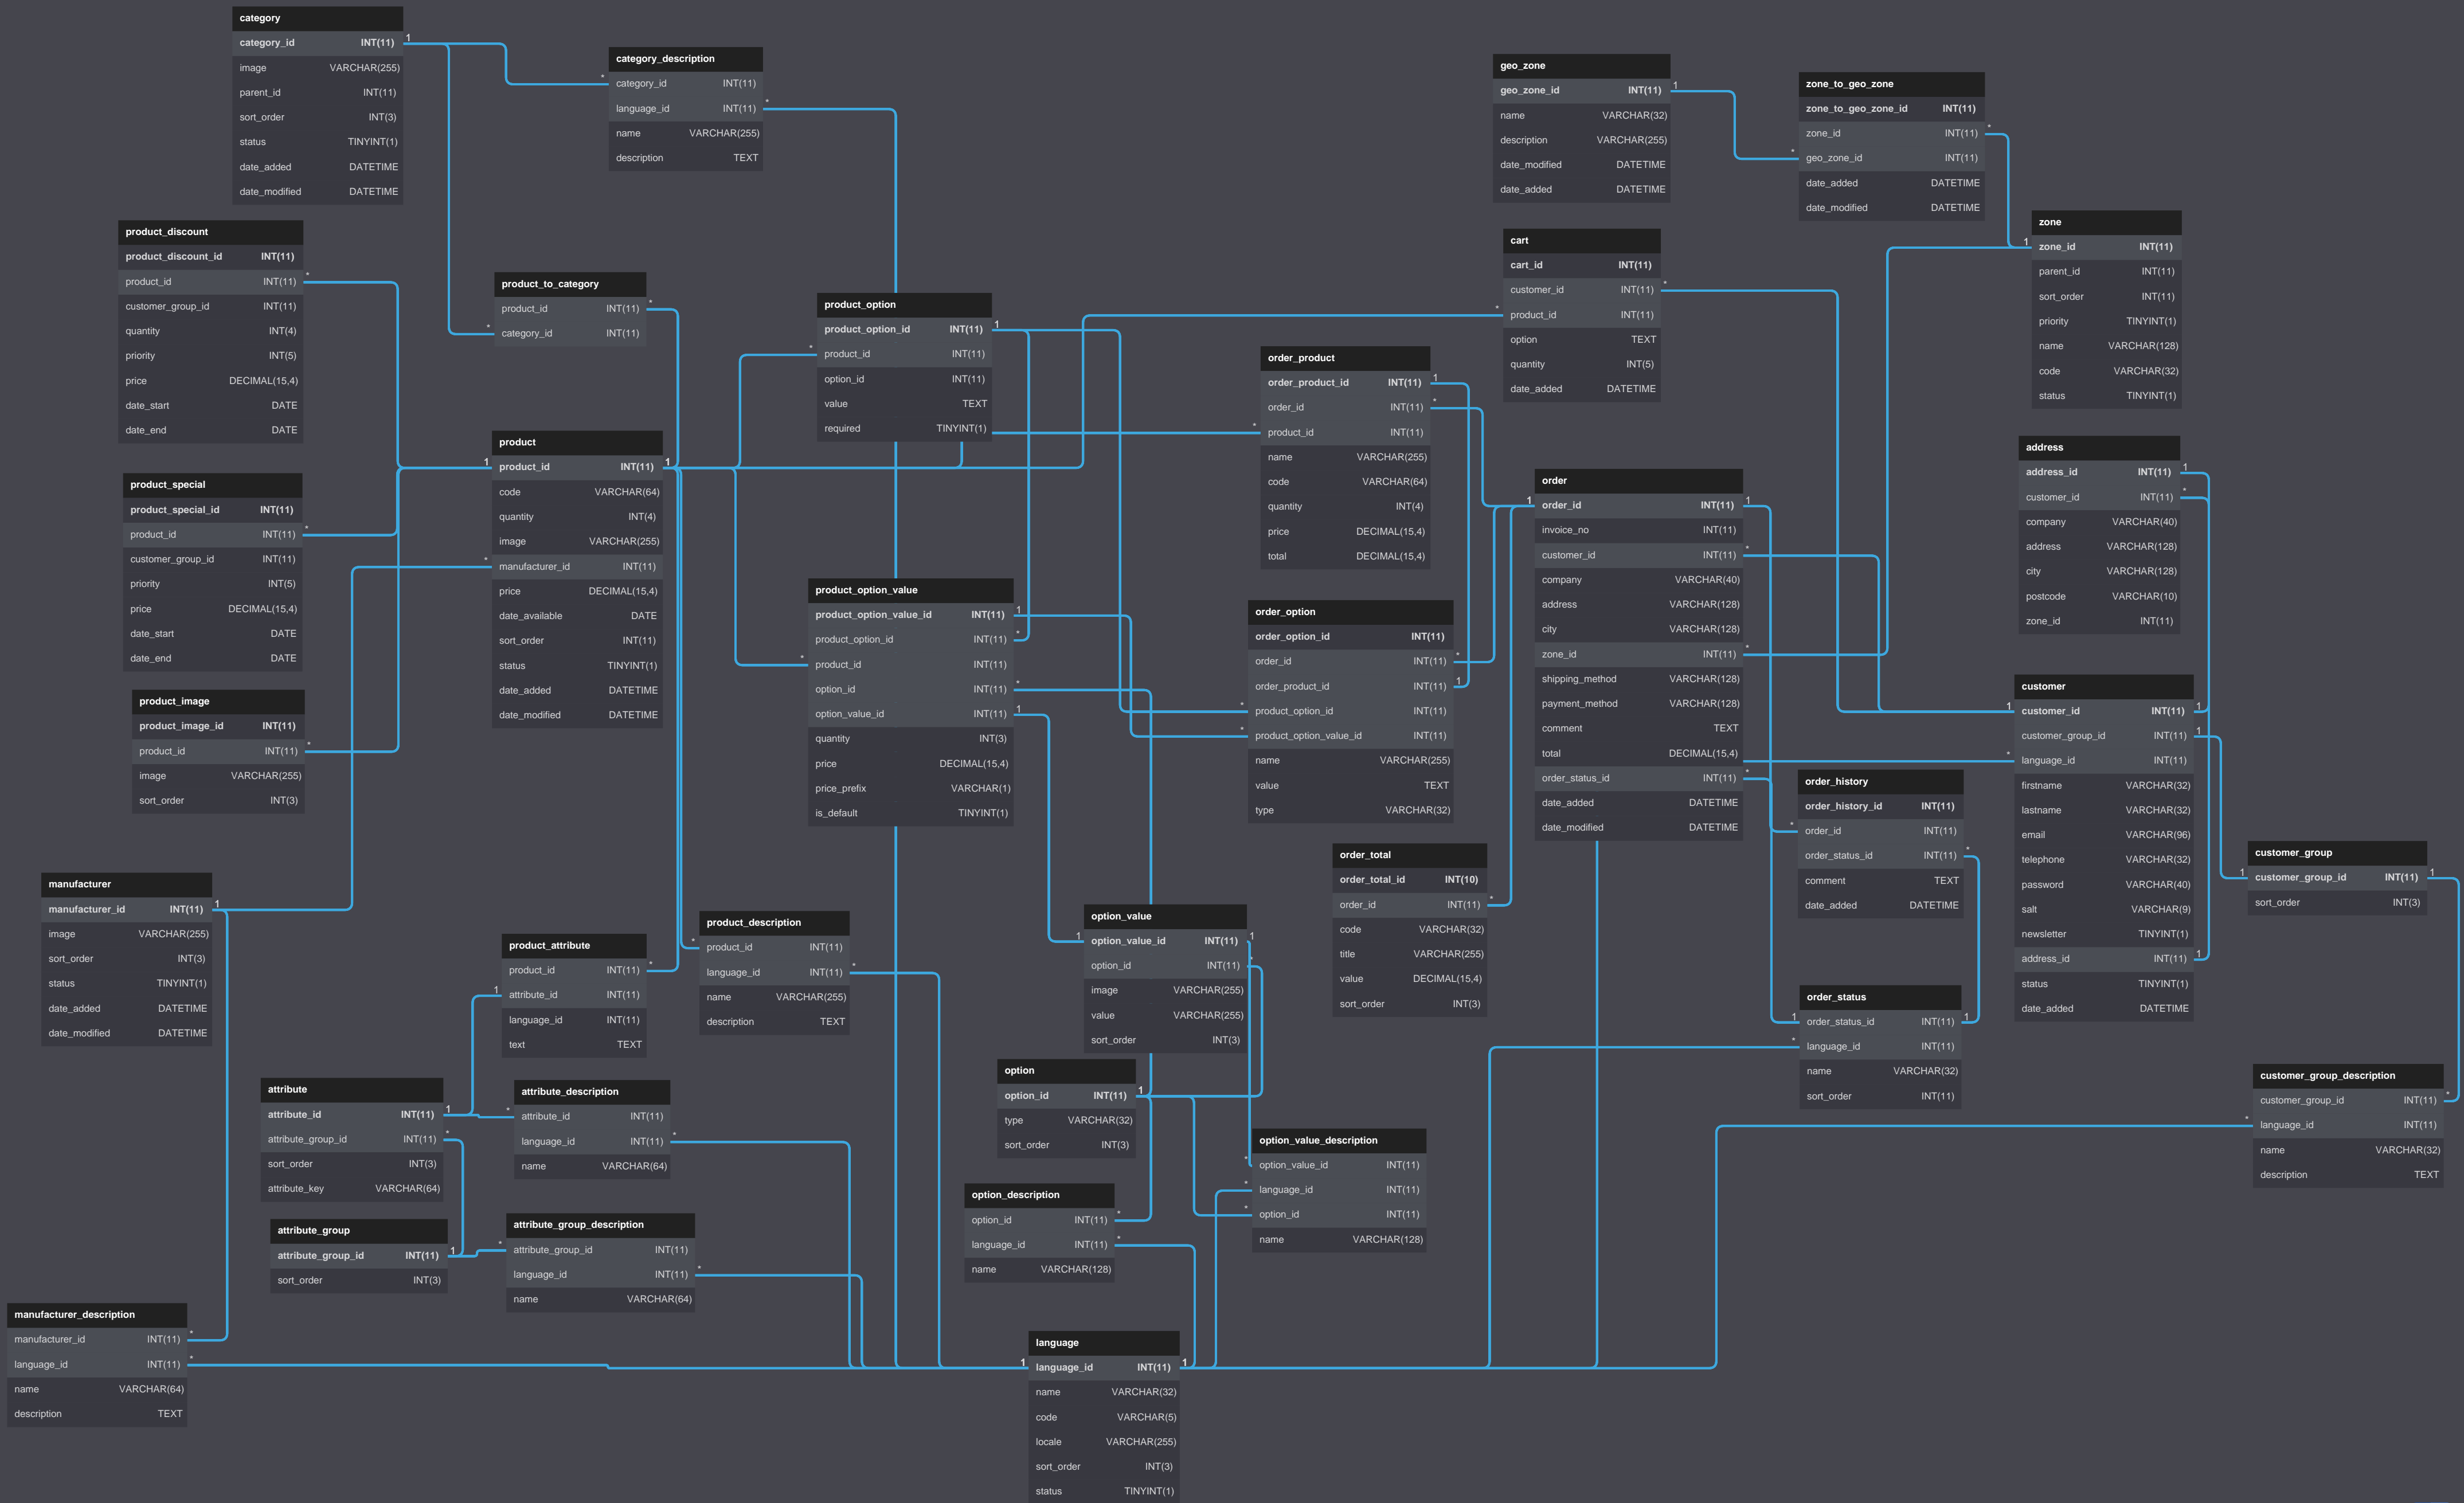 category
category_id INT(11)
image VARCHAR(255)
parent_id INT(11)
sort_order INT(3)
status TINYINT(1)
date_added DATETIME
date_modified DATETIME
category_description
category_id INT(11)
language_id INT(11)
name VARCHAR(255)
description TEXT
geo_zone
geo_zone_id INT(11)
name VARCHAR(32)
description VARCHAR(255)
date_modified DATETIME
date_added DATETIME
zone_to_geo_zone
zone_to_geo_zone_id INT(11)
zone_id INT(11)
geo_zone_id INT(11)
date_added DATETIME
date_modified DATETIME
zone
zone_id INT(11)
parent_id INT(11)
sort_order INT(11)
priority TINYINT(1)
name VARCHAR(128)
code VARCHAR(32)
status TINYINT(1)
product_discount
product_discount_id INT(11)
product_id INT(11)
customer_group_id INT(11)
quantity INT(4)
priority INT(5)
price DECIMAL(15,4)
date_start DATE
date_end DATE
product_to_category
product_id INT(11)
category_id INT(11)
product_option
product_option_id INT(11)
product_id INT(11)
option_id INT(11)
value TEXT
required TINYINT(1)
cart
cart_id INT(11)
customer_id INT(11)
product_id INT(11)
option TEXT
quantity INT(5)
date_added DATETIME
order_product
order_product_id INT(11)
order_id INT(11)
product_id INT(11)
name VARCHAR(255)
code VARCHAR(64)
quantity INT(4)
price DECIMAL(15,4)
total DECIMAL(15,4)
product
product_id INT(11)
code VARCHAR(64)
quantity INT(4)
image VARCHAR(255)
manufacturer_id INT(11)
price DECIMAL(15,4)
date_available DATE
sort_order INT(11)
status TINYINT(1)
date_added DATETIME
date_modified DATETIME
product_special
product_special_id INT(11)
product_id INT(11)
customer_group_id INT(11)
priority INT(5)
price DECIMAL(15,4)
date_start DATE
date_end DATE
address
address_id INT(11)
customer_id INT(11)
company VARCHAR(40)
address VARCHAR(128)
city VARCHAR(128)
postcode VARCHAR(10)
zone_id INT(11)
order
order_id INT(11)
invoice_no INT(11)
customer_id INT(11)
company VARCHAR(40)
address VARCHAR(128)
city VARCHAR(128)
zone_id INT(11)
shipping_method VARCHAR(128)
payment_method VARCHAR(128)
comment TEXT
total DECIMAL(15,4)
order_status_id INT(11)
date_added DATETIME
date_modified DATETIME
product_option_value
product_option_value_id INT(11)
product_option_id INT(11)
product_id INT(11)
option_id INT(11)
option_value_id INT(11)
quantity INT(3)
price DECIMAL(15,4)
price_prefix VARCHAR(1)
is_default TINYINT(1)
order_option
order_option_id INT(11)
order_id INT(11)
order_product_id INT(11)
product_option_id INT(11)
product_option_value_id INT(11)
name VARCHAR(255)
value TEXT
type VARCHAR(32)
product_image
product_image_id INT(11)
product_id INT(11)
image VARCHAR(255)
sort_order INT(3)
customer
customer_id INT(11)
customer_group_id INT(11)
language_id INT(11)
firstname VARCHAR(32)
lastname VARCHAR(32)
email VARCHAR(96)
telephone VARCHAR(32)
password VARCHAR(40)
salt VARCHAR(9)
newsletter TINYINT(1)
address_id INT(11)
status TINYINT(1)
date_added DATETIME
order_history
order_history_id INT(11)
order_id INT(11)
order_status_id INT(11)
comment TEXT
date_added DATETIME
customer_group
customer_group_id INT(11)
sort_order INT(3)
order_total
order_total_id INT(10)
order_id INT(11)
code VARCHAR(32)
title VARCHAR(255)
value DECIMAL(15,4)
sort_order INT(3)
manufacturer
manufacturer_id INT(11)
image VARCHAR(255)
sort_order INT(3)
status TINYINT(1)
date_added DATETIME
date_modified DATETIME
product_attribute
product_id INT(11)
attribute_id INT(11)
language_id INT(11)
text TEXT
product_description
product_id INT(11)
language_id INT(11)
name VARCHAR(255)
description TEXT
option_value
option_value_id INT(11)
option_id INT(11)
image VARCHAR(255)
value VARCHAR(255)
sort_order INT(3)
order_status
order_status_id INT(11)
language_id INT(11)
name VARCHAR(32)
sort_order INT(11)
option
option_id INT(11)
type VARCHAR(32)
sort_order INT(3)
customer_group_description
customer_group_id INT(11)
language_id INT(11)
name VARCHAR(32)
description TEXT
attribute
attribute_id INT(11)
attribute_group_id INT(11)
sort_order INT(3)
attribute_key VARCHAR(64)
attribute_description
attribute_id INT(11)
language_id INT(11)
name VARCHAR(64)
option_value_description
option_value_id INT(11)
language_id INT(11)
option_id INT(11)
name VARCHAR(128)
option_description
option_id INT(11)
language_id INT(11)
name VARCHAR(128)
attribute_group
attribute_group_id INT(11)
sort_order INT(3)
attribute_group_description
attribute_group_id INT(11)
language_id INT(11)
name VARCHAR(64)
manufacturer_description
manufacturer_id INT(11)
language_id INT(11)
name VARCHAR(64)
description TEXT
language
language_id INT(11)
name VARCHAR(32)
code VARCHAR(5)
locale VARCHAR(255)
sort_order INT(3)
status TINYINT(1)